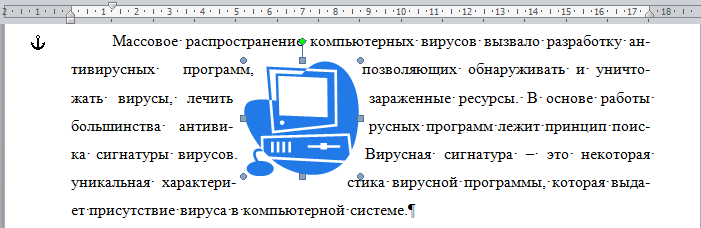 2 1 1 2 3 4 5 6 7 8 9 10 11 12 13 14 15 16 17 18
Массовое распространение компьютерных вирусов вызвало разработку ан-
тивирусных программ, позволяющих обнаруживать и уничто-
жать вирусы, лечить зараженные ресурсы. В основе работы
большинства антиви- русных программ лежит принцип поис-
ка сигнатуры вирусов. Вирусная сигнатура – это некоторая
уникальная характери- стика вирусной программы, которая выда-
ет присутствие вируса в компьютерной системе.¶